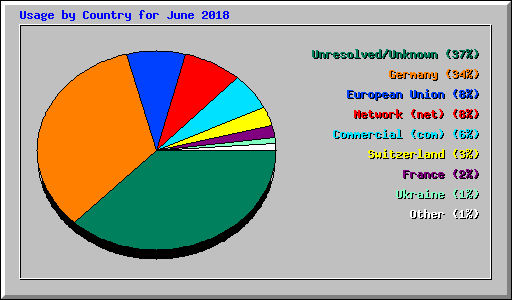 Usage by Country for June 2018
Unresolved/Unknown (37%)
Germany (34%)
European Union (8%)
Network (net) (8%)
Commercial (com) (6%)
Switzerland (3%)
France (2%)
Ukraine (1%)
Other (1%)